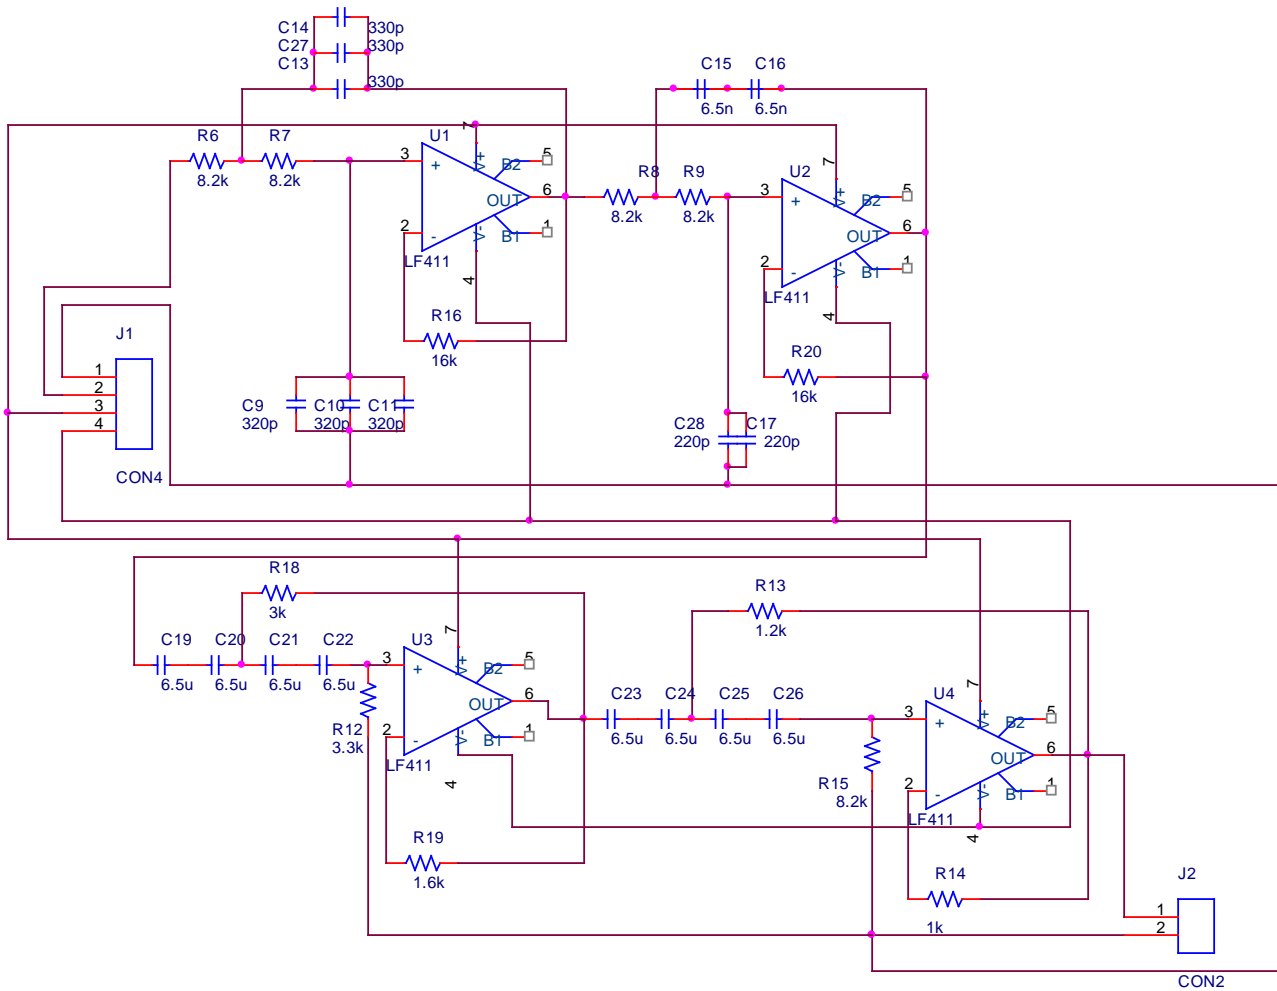 C14
330p
C27
330p
C13
330p
C15
C16
6.5n
6.5n
R6
R7
8.2k
8.2k
U1
3
+
7
V+
B2
5
OUT
6
2
-
V-
B1
1
LF411
4
R16
16k
R8
R9
8.2k
8.2k
U2
3
+
7
V+
B2
5
OUT
6
2
-
V-
B1
1
LF411
4
R20
16k
J1
1
2
3
4
CON4
C9
C10
C11
320p
320p
320p
C28
C17
220p
220p
R18
3k
R13
1.2k
C19
C20
C21
C22
6.5u
6.5u
6.5u
6.5u
R12
3.3k
U3
3
+
7
V+
B2
5
OUT
6
2
-
V-
B1
1
LF411
4
R19
1.6k
C23
C24
C25
C26
6.5u
6.5u
6.5u
6.5u
R15
8.2k
U4
3
+
7
V+
B2
5
OUT
6
2
-
V-
B1
1
LF411
4
R14
1k
J2
1
2
CON2